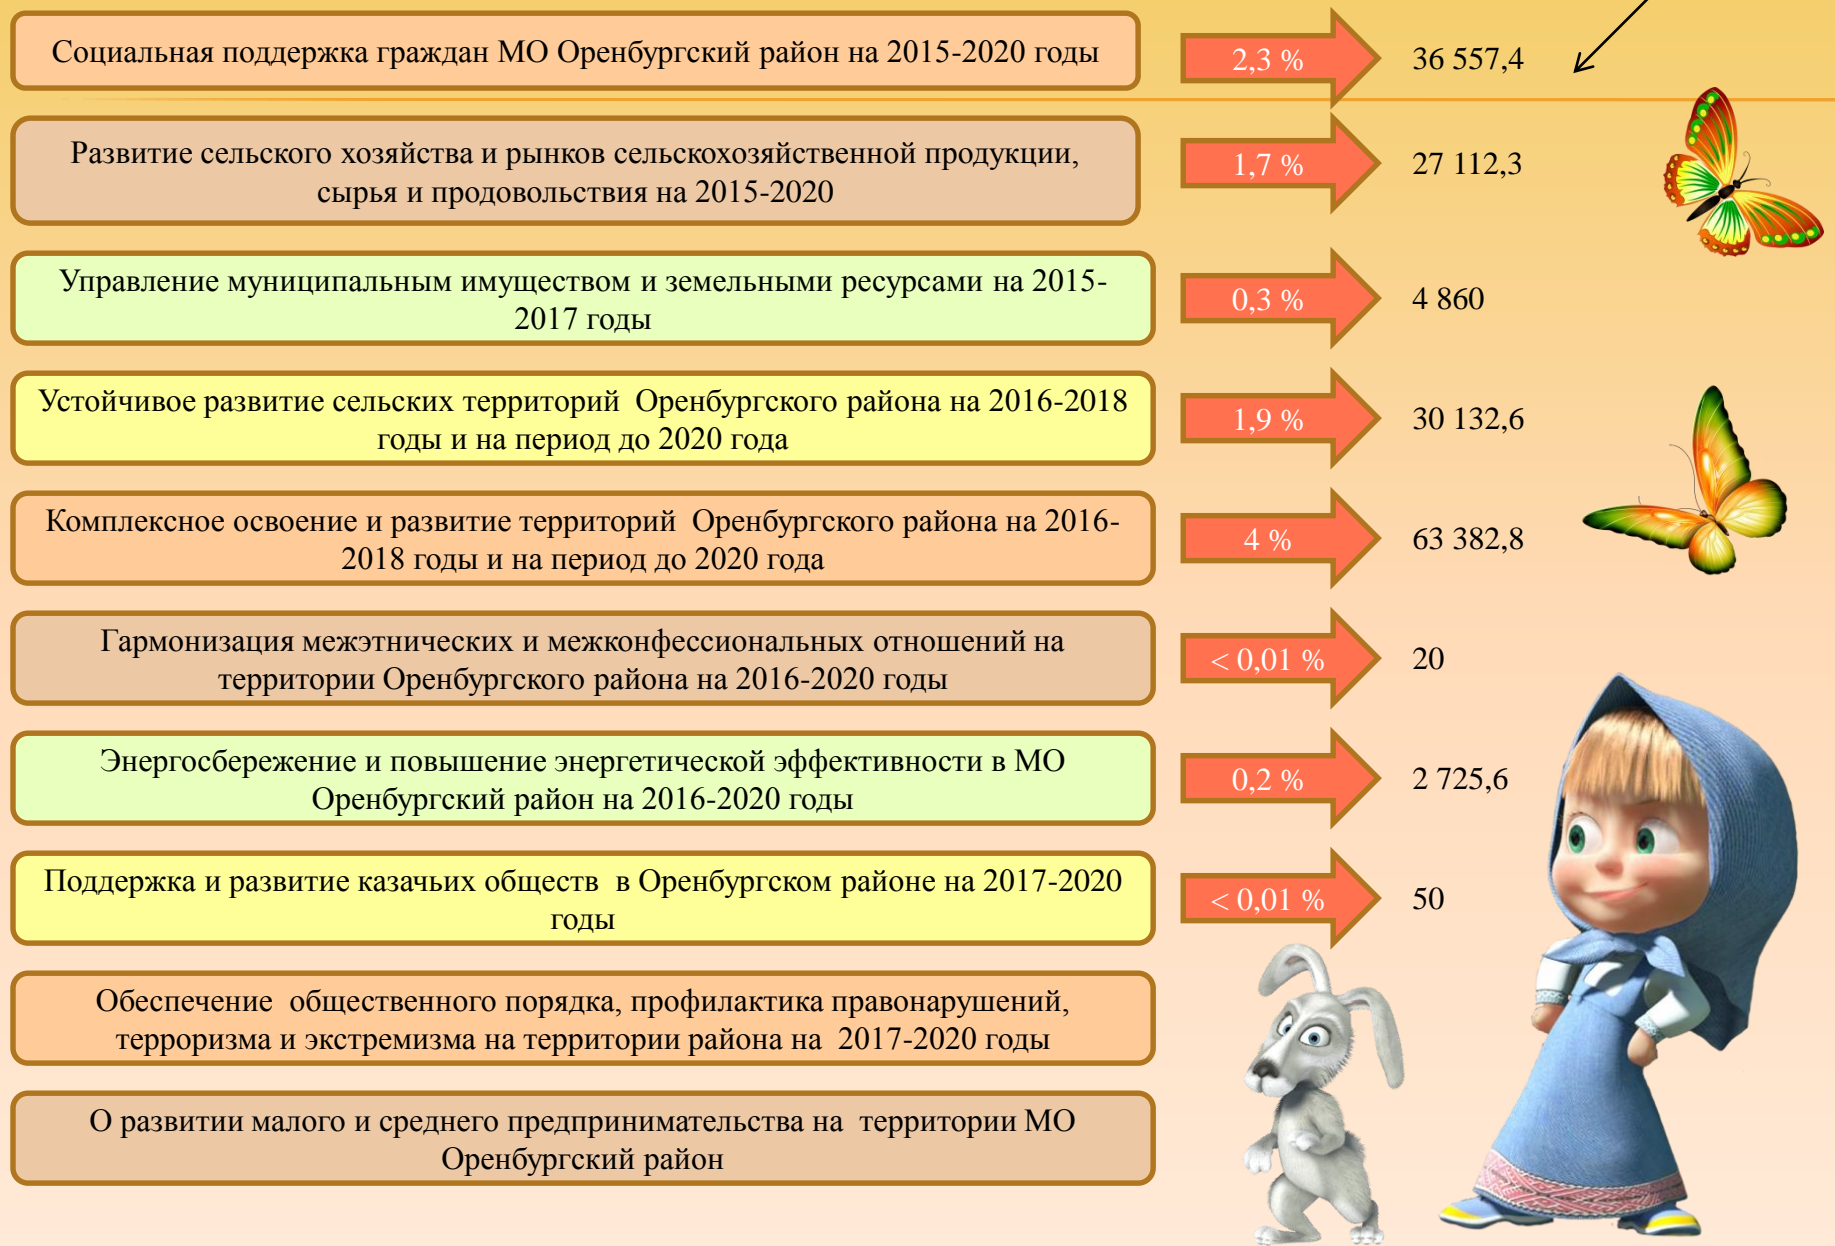 Социальная поддержка граждан МО Оренбургский район на 2015-2020 годы
2,3 %
36 557,4
Развитие сельского хозяйства и рынков сельскохозяйственной продукции,
сырья и продовольствия на 2015-2020
1,7 %
27 112,3
Управление муниципальным имуществом и земельными ресурсами на 2015-
2017 годы
0,3 %
4 860
Устойчивое развитие сельских территорий  Оренбургского района на 2016-2018
годы и на период до 2020 года
1,9 %
30 132,6
Комплексное освоение и развитие территорий  Оренбургского района на 2016-
2018 годы и на период до 2020 года
4 %
63 382,8
Гармонизация межэтнических и межконфессиональных отношений на
территории Оренбургского района на 2016-2020 годы
< 0,01 %
20
Энергосбережение и повышение энергетической эффективности в МО
Оренбургский район на 2016-2020 годы
0,2 %
2 725,6
Поддержка и развитие казачьих обществ  в Оренбургском районе на 2017-2020
годы
< 0,01 %
50
Обеспечение  общественного порядка, профилактика правонарушений,
терроризма и экстремизма на территории района на  2017-2020 годы
О развитии малого и среднего предпринимательства на  территории МО
Оренбургский район